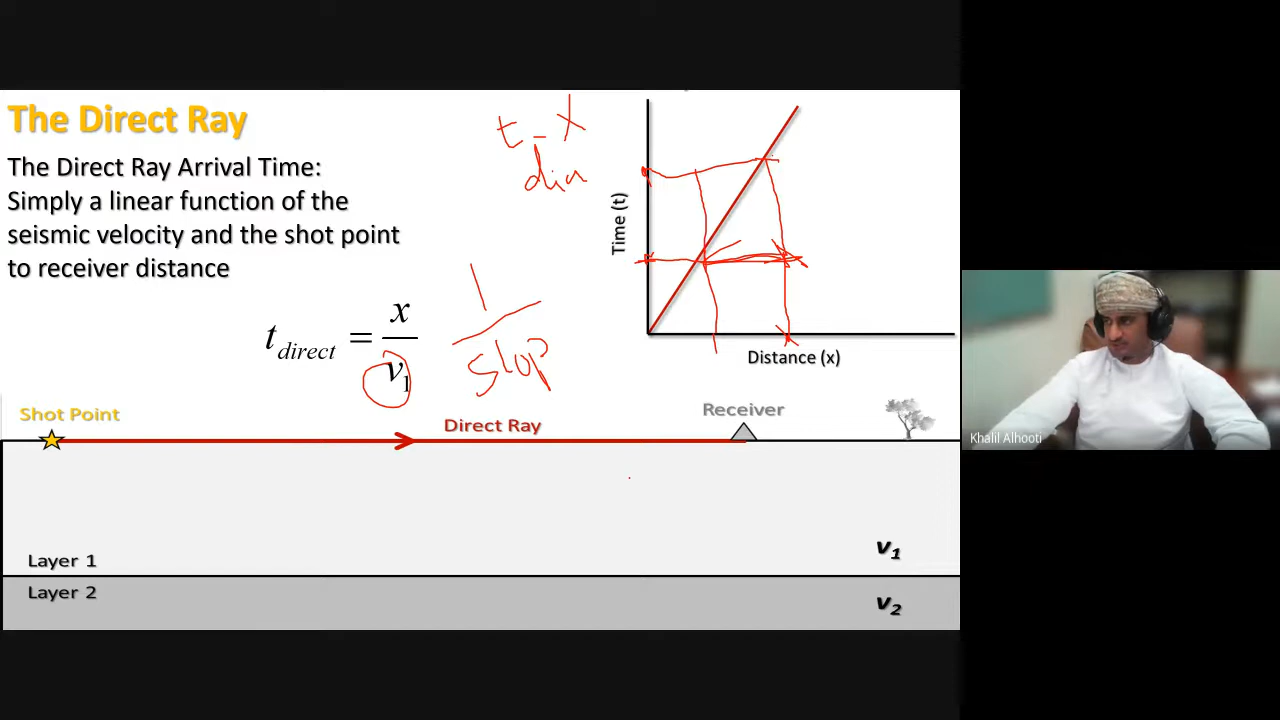 The Direct Ray
The Direct Ray Arrival Time:
Simply a linear function of the
seismic velocity and the shot point
to receiver distance
t direct = x / v1
1
slop
t - x
dia
Time (t)
Distance (x)
Shot Point
Direct Ray
Receiver
Khalil Alhooti
Layer 1
v1
Layer 2
v2